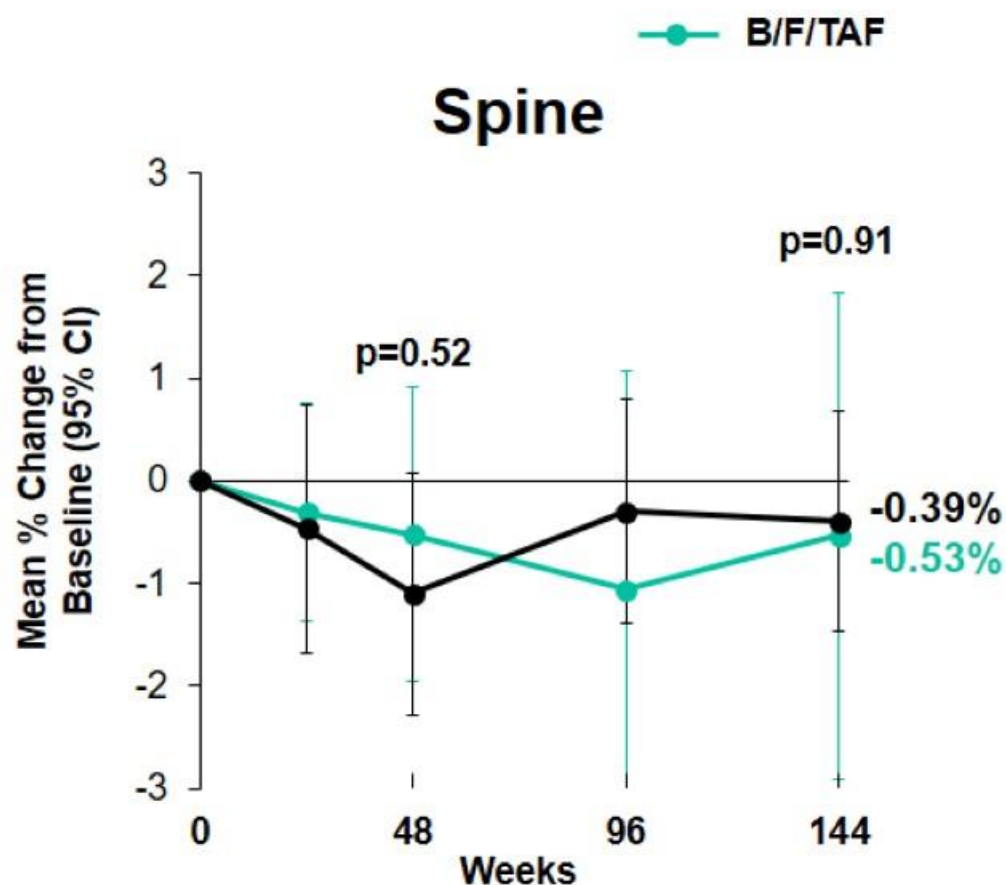 B/F/TAF
Spine
Mean % Change from
Baseline (95% CI)
3
2
1
0
-1
-2
-3
p=0.52
p=0.91
-0.39%
-0.53%
0 48 96 144
Weeks